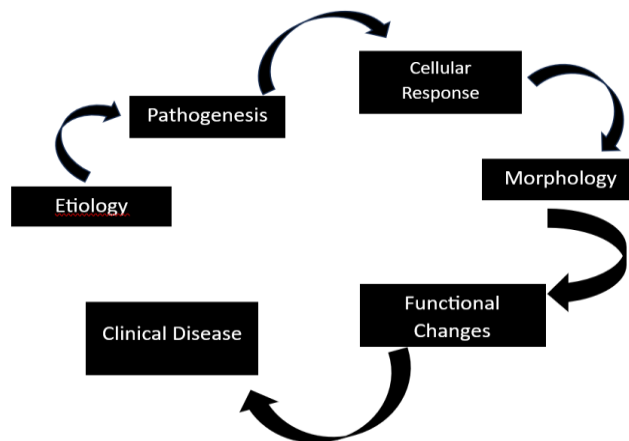 Etiology
Pathogenesis
Cellular
Response
Morphology
Functional
Changes
Clinical Disease